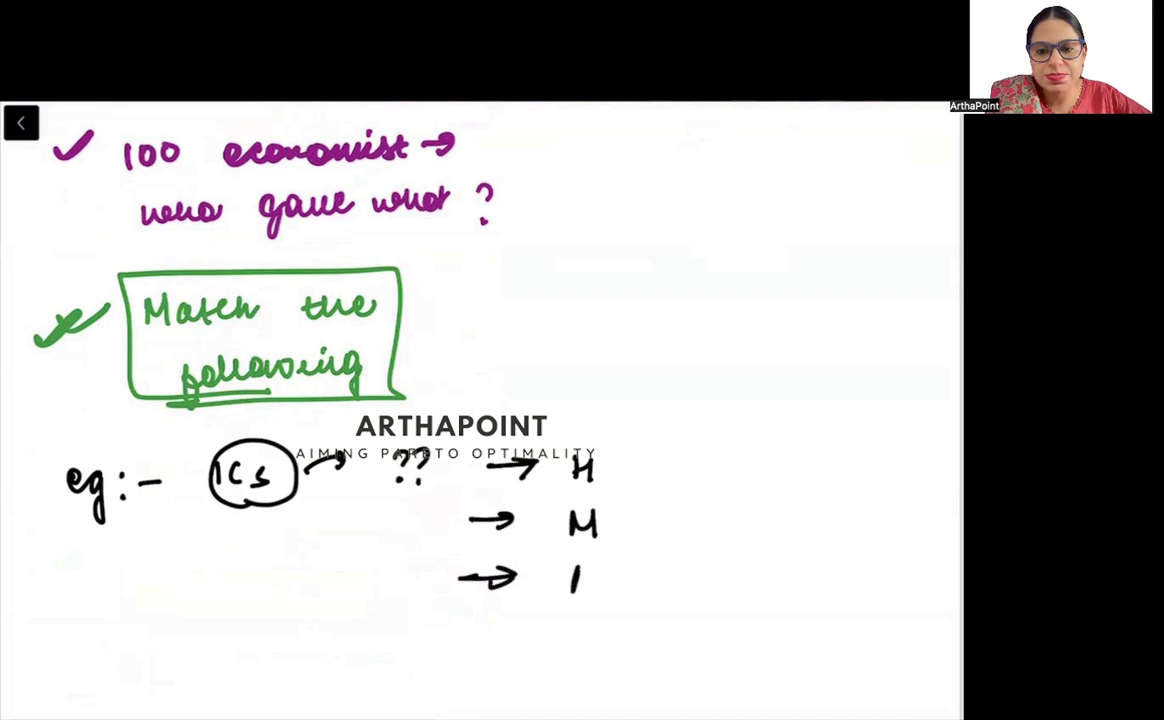 ArthaPoint
100 economist →
who gave what ?
Match the
following
ARTHAPOINT
AIMING PARETO OPTIMALITY
eg:- ICS → ?? → H
→ M
→ I